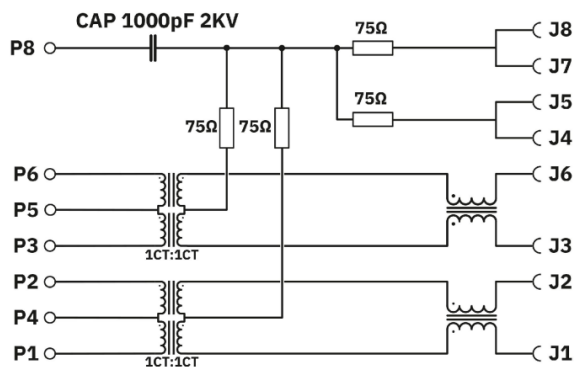 CAP 1000pF 2KV
P8
75Ω
J8
J7
75Ω
J5
J4
75Ω
75Ω
P6
J6
P5
P3
J3
1CT:1CT
P2
J2
P4
P1
J1
1CT:1CT